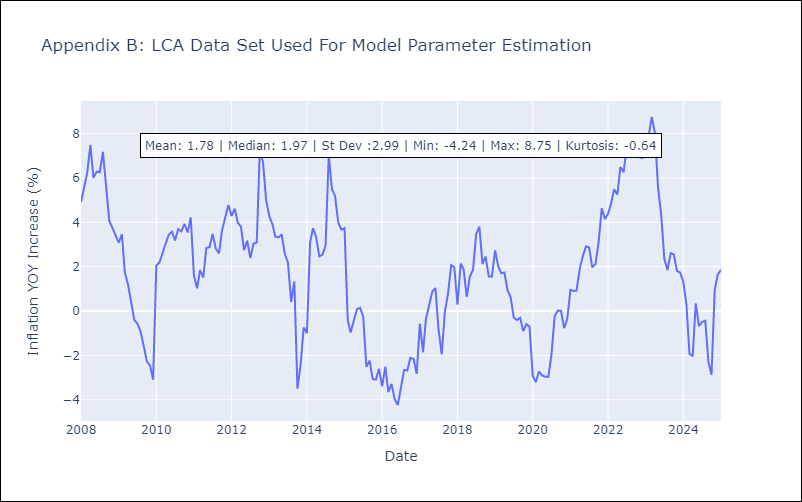 Appendix B: LCA Data Set Used For Model Parameter Estimation
Mean: 1.78 | Median: 1.97 | St Dev :2.99 | Min: -4.24 | Max: 8.75 | Kurtosis: -0.64
Inflation YOY Increase (%)
8
6
4
2
0
−2
−4
2008 2010 2012 2014 2016 2018 2020 2022 2024
Date